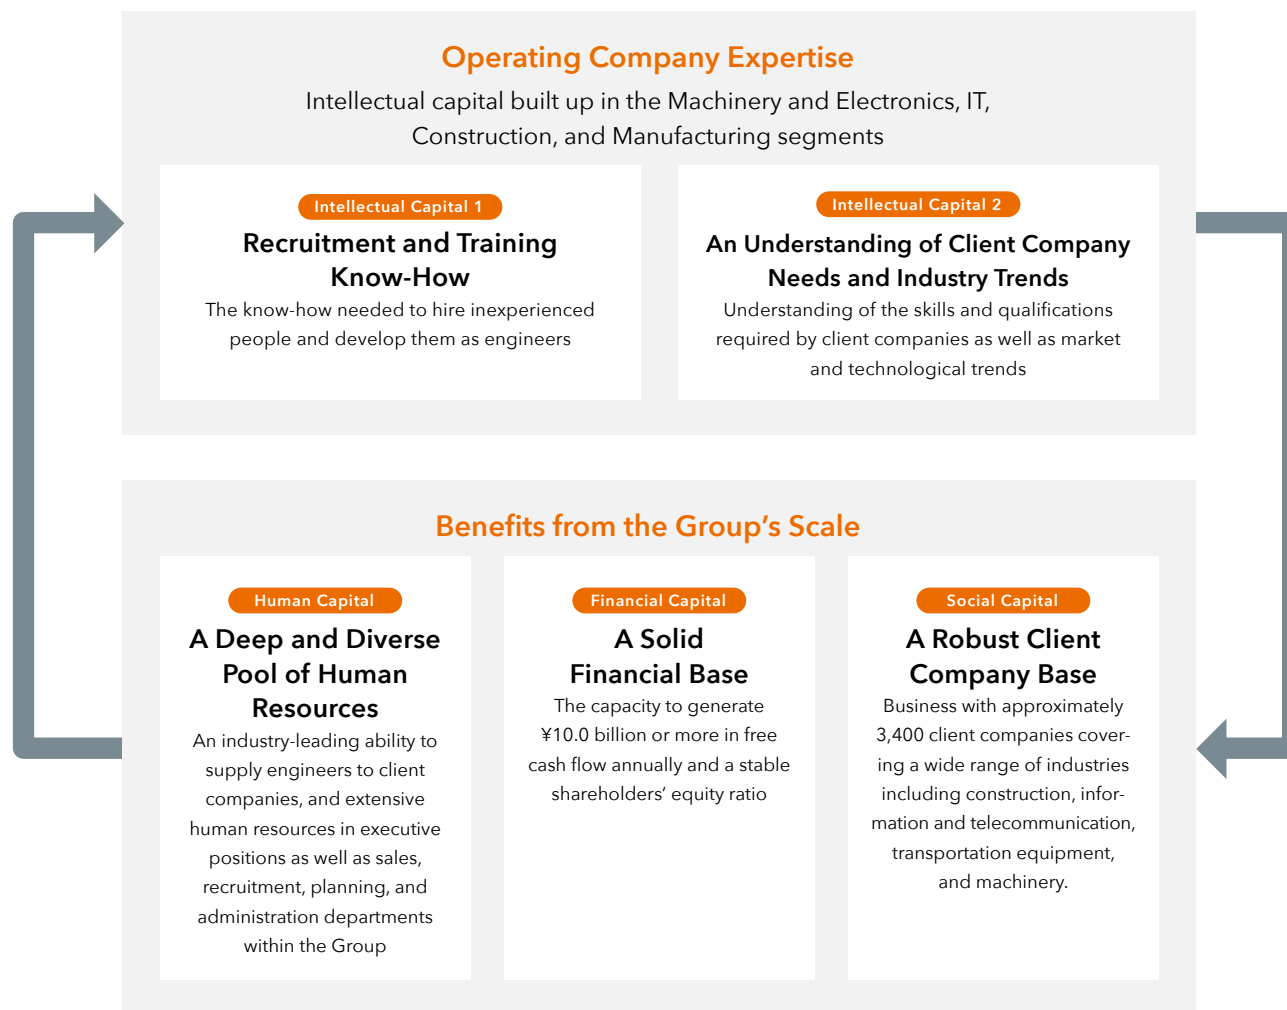 Operating Company Expertise
Intellectual capital built up in the Machinery and Electronics, IT,
Construction, and Manufacturing segments
Intellectual Capital 1
Recruitment and Training
Know-How
The know-how needed to hire inexperienced
people and develop them as engineers
Intellectual Capital 2
An Understanding of Client Company
Needs and Industry Trends
Understanding of the skills and qualifications
required by client companies as well as market
and technological trends
Benefits from the Group’s Scale
Human Capital
A Deep and Diverse
Pool of Human
Resources
An industry-leading ability to
supply engineers to client
companies, and extensive
human resources in executive
positions as well as sales,
recruitment, planning, and
administration departments
within the Group
Financial Capital
A Solid
Financial Base
The capacity to generate
¥10.0 billion or more in free
cash flow annually and a stable
shareholders’ equity ratio
Social Capital
A Robust Client
Company Base
Business with approximately
3,400 client companies cover-
ing a wide range of industries
including construction, infor-
mation and telecommunication,
transportation equipment,
and machinery.